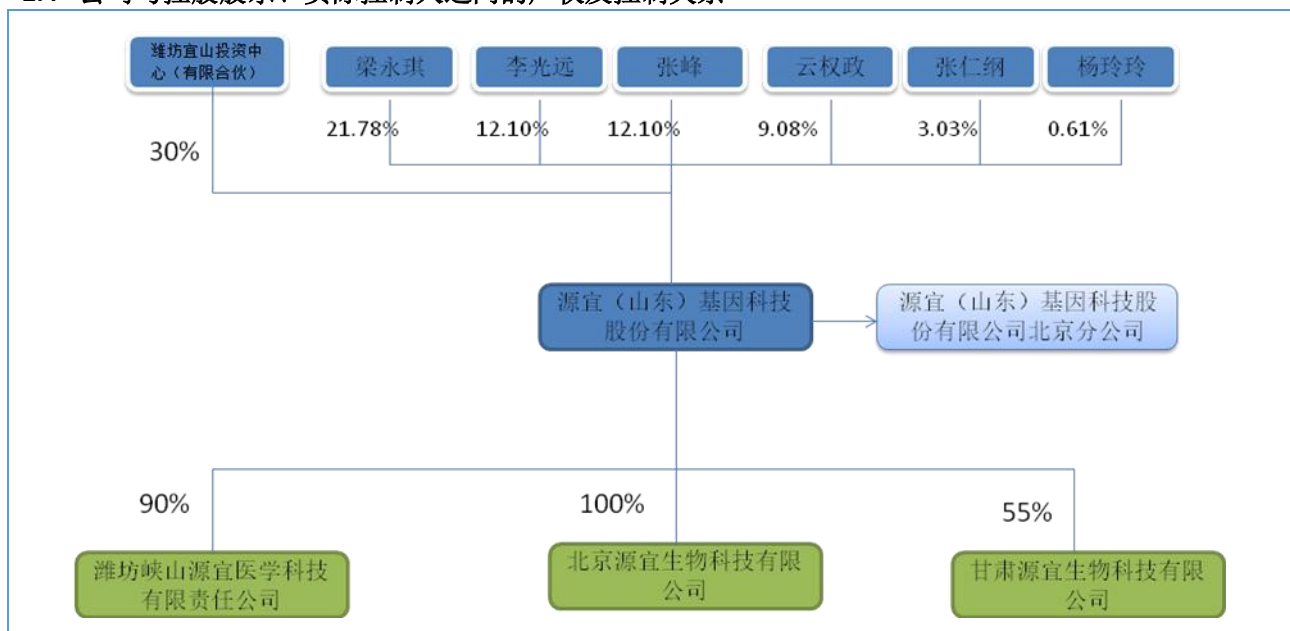 潍坊宜山投资中
心（有限合伙）
梁永琪
李光远
张峰
云权政
张仁纲
杨玲玲
21.78%
12.10%
12.10%
9.08%
3.03%
0.61%
30%
源宜（山东）基因科技
股份有限公司
源宜（山东）基因科技股
份有限公司北京分公司
90%
100%
55%
潍坊峡山源宜医学科技
有限责任公司
北京源宜生物科技有限
公司
甘肃源宜生物科技有限
公司